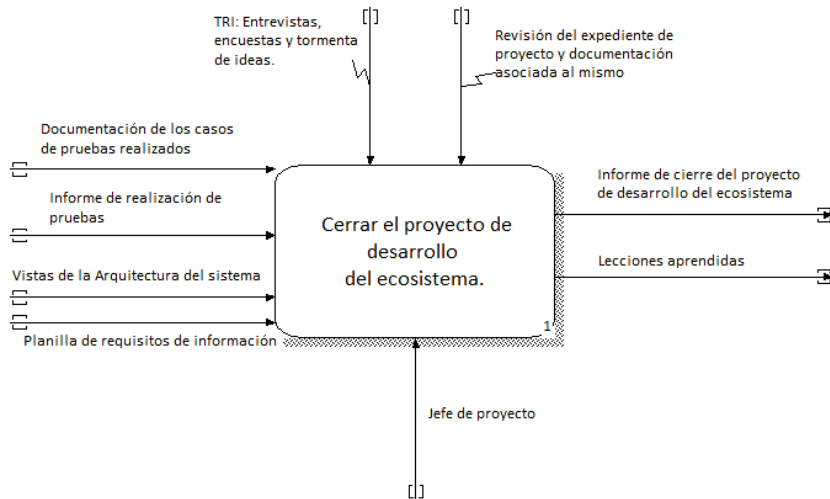 TRI: Entrevistas,
encuestas y tormenta
de ideas.
Revisión del expediente de
proyecto y documentación
asociada al mismo
Documentación de los casos
de pruebas realizados
Informe de realización de
pruebas
Vistas de la Arquitectura del sistema
Planilla de requisitos de información
Cerrar el proyecto de
desarrollo
del ecosistema.
1
Informe de cierre del proyecto
de desarrollo del ecosistema
Lecciones aprendidas
Jefe de proyecto